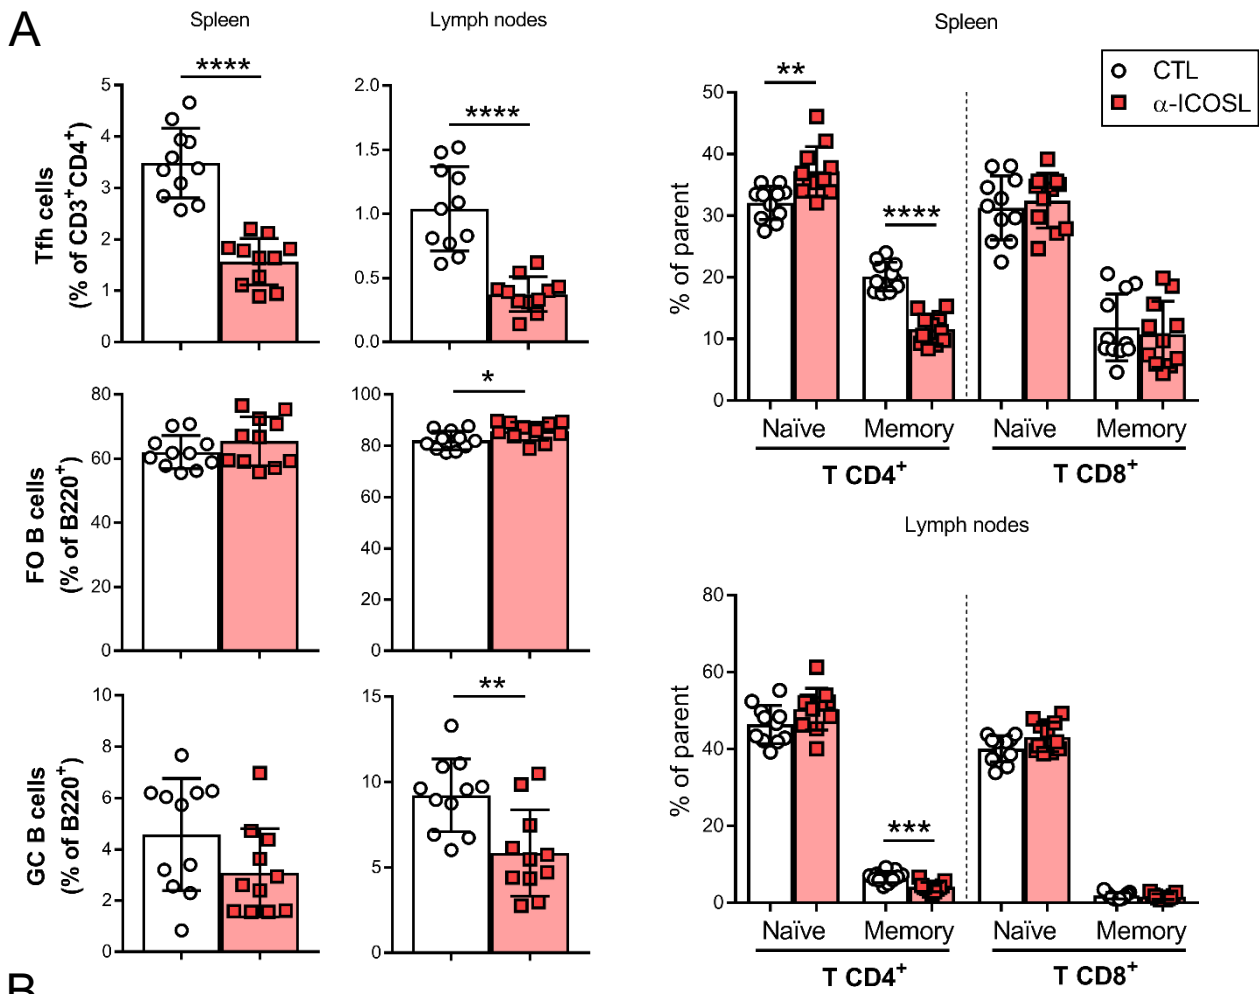 A
Spleen
Lymph nodes
Spleen
CTL
α-ICOSL
Tfh cells
(% of CD3⁺CD4⁺)
5
4
3
2
1
0
****
2.0
1.5
1.0
0.5
0.0
****
% of parent
50
40
30
20
10
0
**
****
Naïve
Memory
Naïve
Memory
T CD4⁺
T CD8⁺
FO B cells
(% of B220⁺)
80
60
40
20
0
100
80
60
40
20
0
*
Lymph nodes
% of parent
80
60
40
20
0
***
Naïve
Memory
Naïve
Memory
T CD4⁺
T CD8⁺
GC B cells
(% of B220⁺)
10
8
6
4
2
0
15
10
5
0
**
B